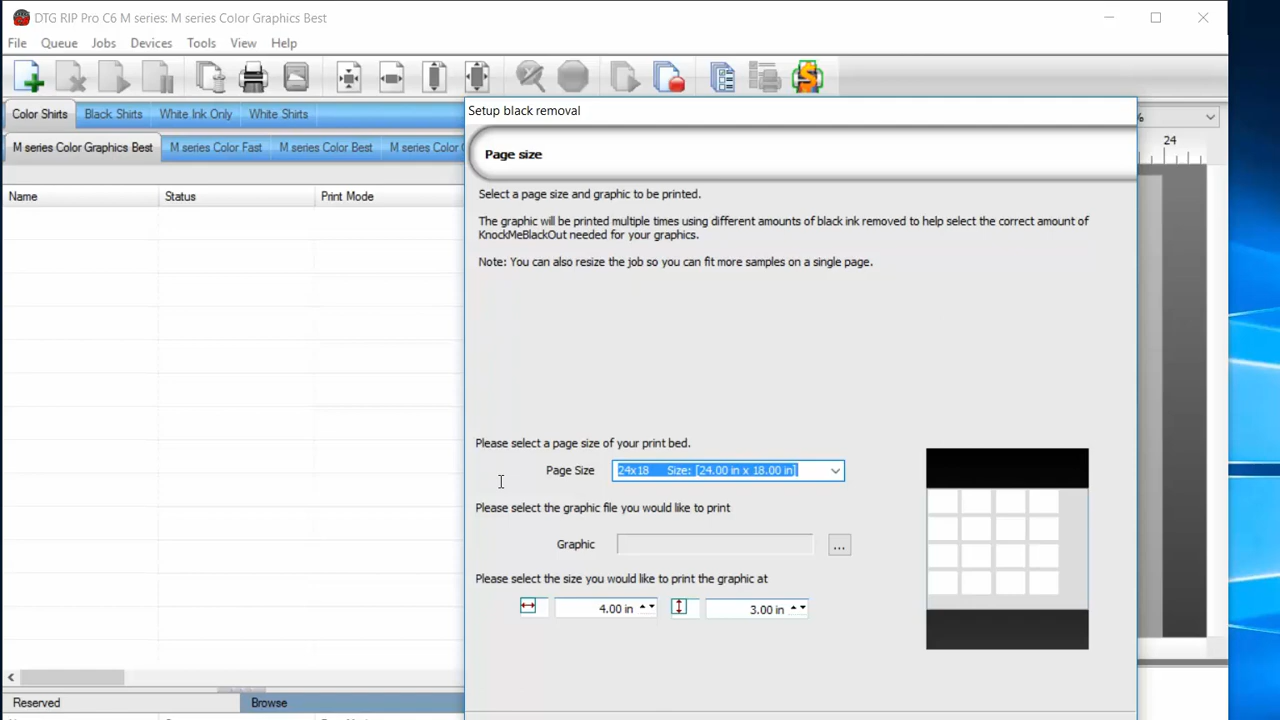 DTG RIP Pro C6 M series: M series Color Graphics Best
File Queue Jobs Devices Tools View Help
Color Shirts Black Shirts White Ink Only White Shirts
M series Color Graphics Best M series Color Fast M series Color Best M series Color
Name Status Print Mode
Setup black removal
%
24
Page size
Select a page size and graphic to be printed.
The graphic will be printed multiple times using different amounts of black ink removed to help select the correct amount of
KnockMeBlackOut needed for your graphics.
Note: You can also resize the job so you can fit more samples on a single page.
Please select a page size of your print bed.
Page Size 24x18 Size: [24.00 in x 18.00 in]
Please select the graphic file you would like to print
Graphic ...
Please select the size you would like to print the graphic at
4.00 in 3.00 in
Reserved Browse